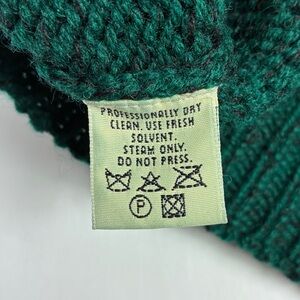 PROFESSIONALLY DRY
CLEAN. USE FRESH
SOLVENT.
STEAM ONLY.
DO NOT PRESS.
P